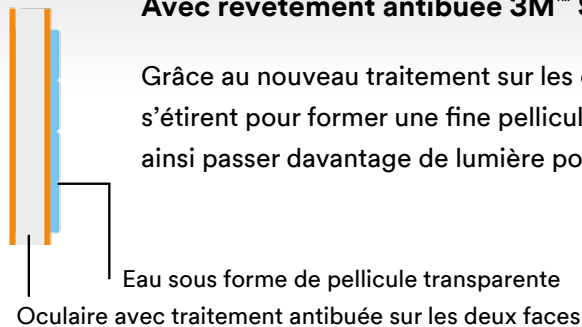 Avec revêtement antibuée 3M™
Grâce au nouveau traitement sur les
s'étirent pour former une fine pellicul
ainsi passer davantage de lumière po
Eau sous forme de pellicule transparente
Oculaire avec traitement antibuée sur les deux faces